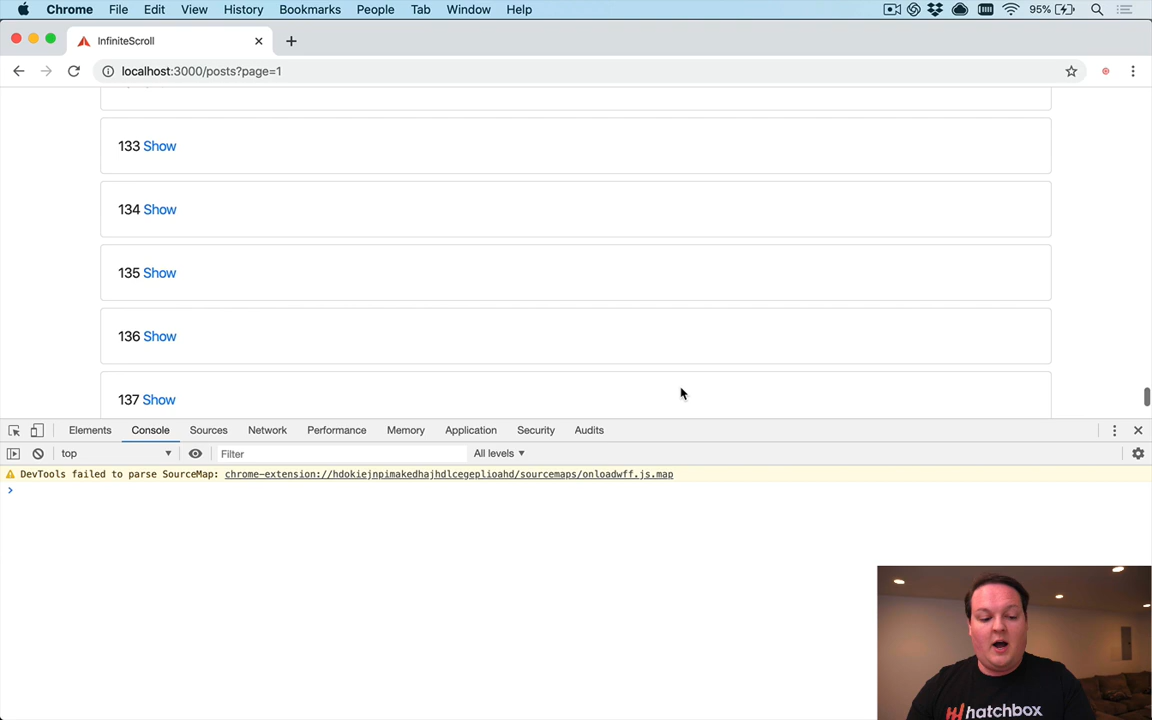 Chrome File Edit View History Bookmarks People Tab Window Help 95%
InfiniteScroll
localhost:3000/posts?page=1
133 Show
134 Show
135 Show
136 Show
137 Show
Elements Console Sources Network Performance Memory Application Security Audits
top Filter All levels
DevTools failed to parse SourceMap: chrome-extension://hdokiejnpimakedhajhdlcegeplioahd/sourcemaps/onloadwff.js.map
hatchbox